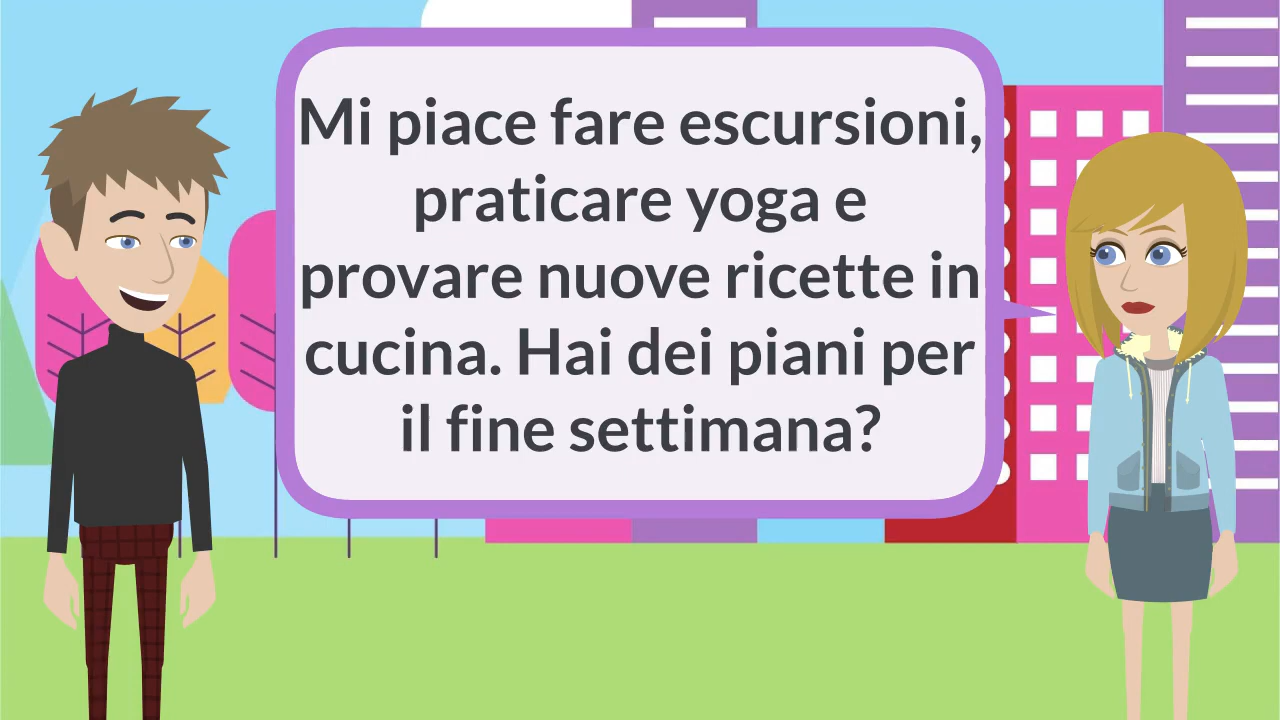 Mi piace fare escursioni,
praticare yoga e
provare nuove ricette in
cucina. Hai dei piani per
il fine settimana?